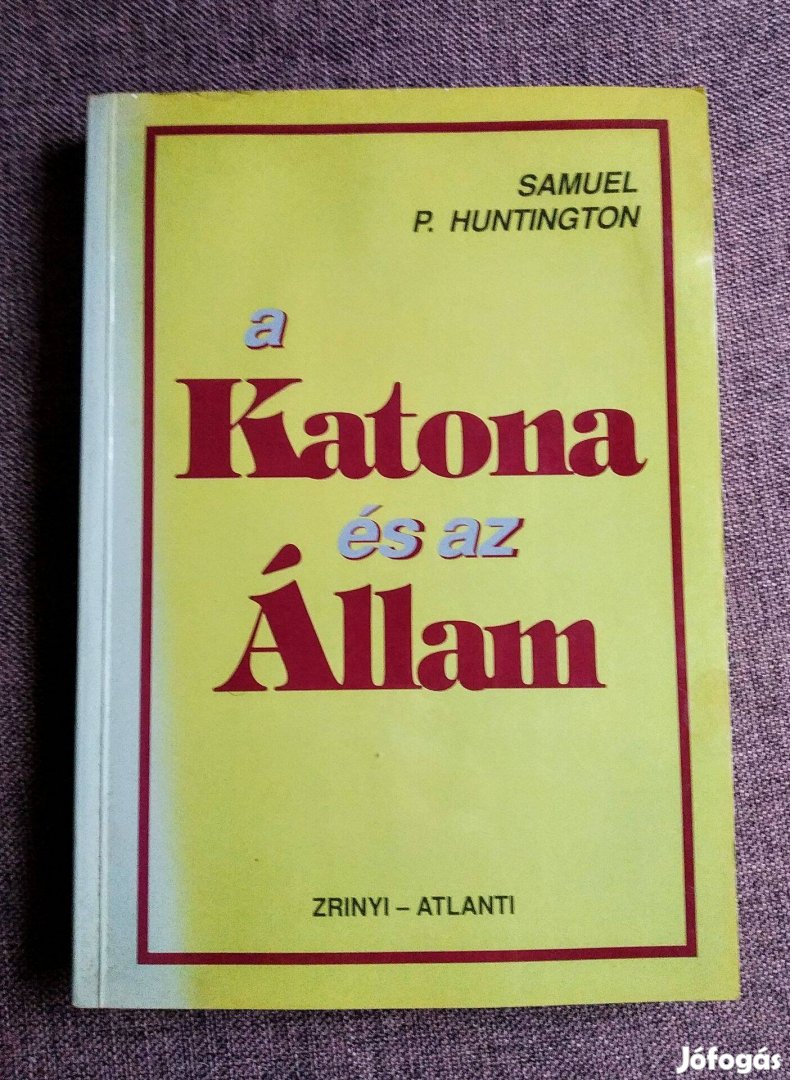 SAMUEL
P. HUNTINGTON
a
Katona
és az
Állam
ZRINYI – ATLANTI
Jófogás